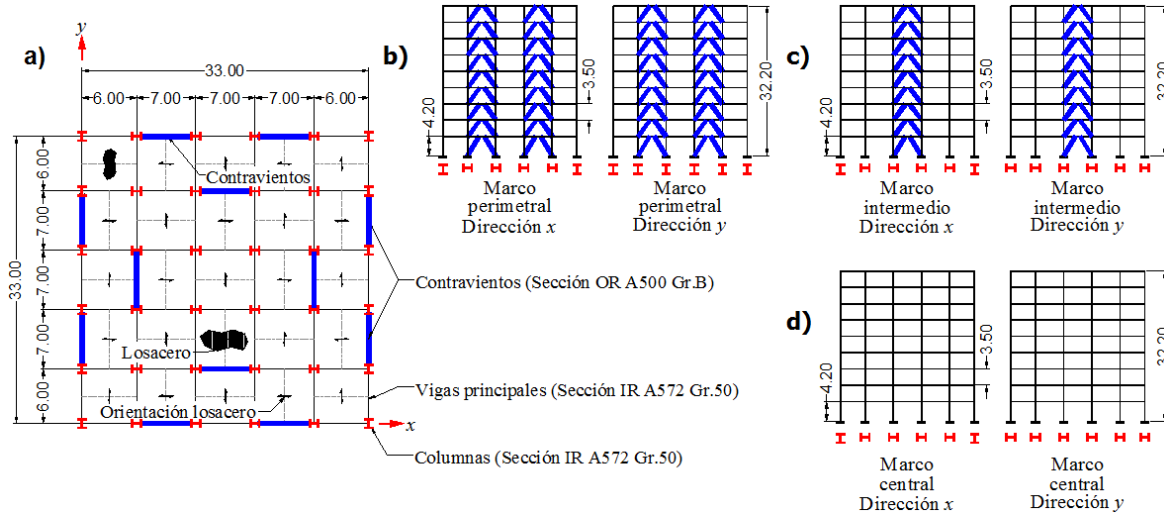 a)
y
33.00
6.00 7.00 7.00 7.00 6.00
33.00
6.00
7.00
7.00
7.00
6.00
Contravientos
Losacero
Orientación losacero
x
Contravientos (Sección OR A500 Gr.B)
Vigas principales (Sección IR A572 Gr.50)
Columnas (Sección IR A572 Gr.50)
b)
4.20
3.50
32.20
Marco
perimetral
Dirección x
Marco
perimetral
Dirección y
c)
4.20
3.50
32.20
Marco
intermedio
Dirección x
Marco
intermedio
Dirección y
d)
4.20
3.50
32.20
Marco
central
Dirección x
Marco
central
Dirección y